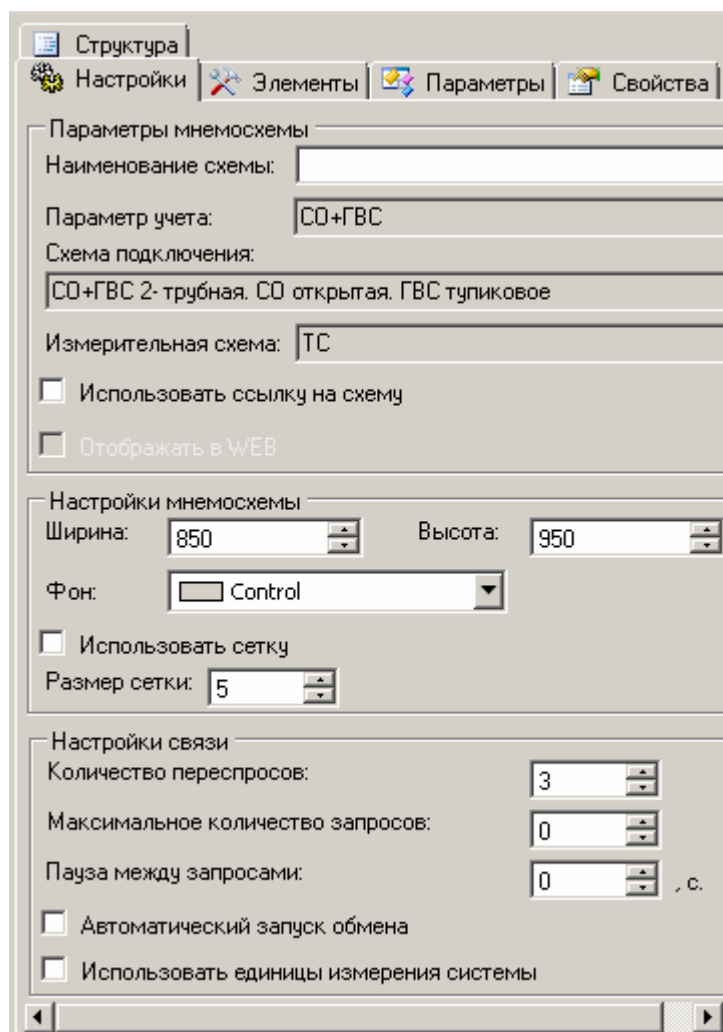 Структура
Настройки Элементы Параметры Свойства
Параметры мнемосхемы
Наименование схемы:
Параметр учета: СО+ГВС
Схема подключения:
СО+ГВС 2- трубная. СО открытая. ГВС тупиковое
Измерительная схема: ТС
Использовать ссылку на схему
Отображать в WEB
Настройки мнемосхемы
Ширина: 850 Высота: 950
Фон: Control
Использовать сетку
Размер сетки: 5
Настройки связи
Количество переспросов: 3
Максимальное количество запросов: 0
Пауза между запросами: 0 , с.
Автоматический запуск обмена
Использовать единицы измерения системы